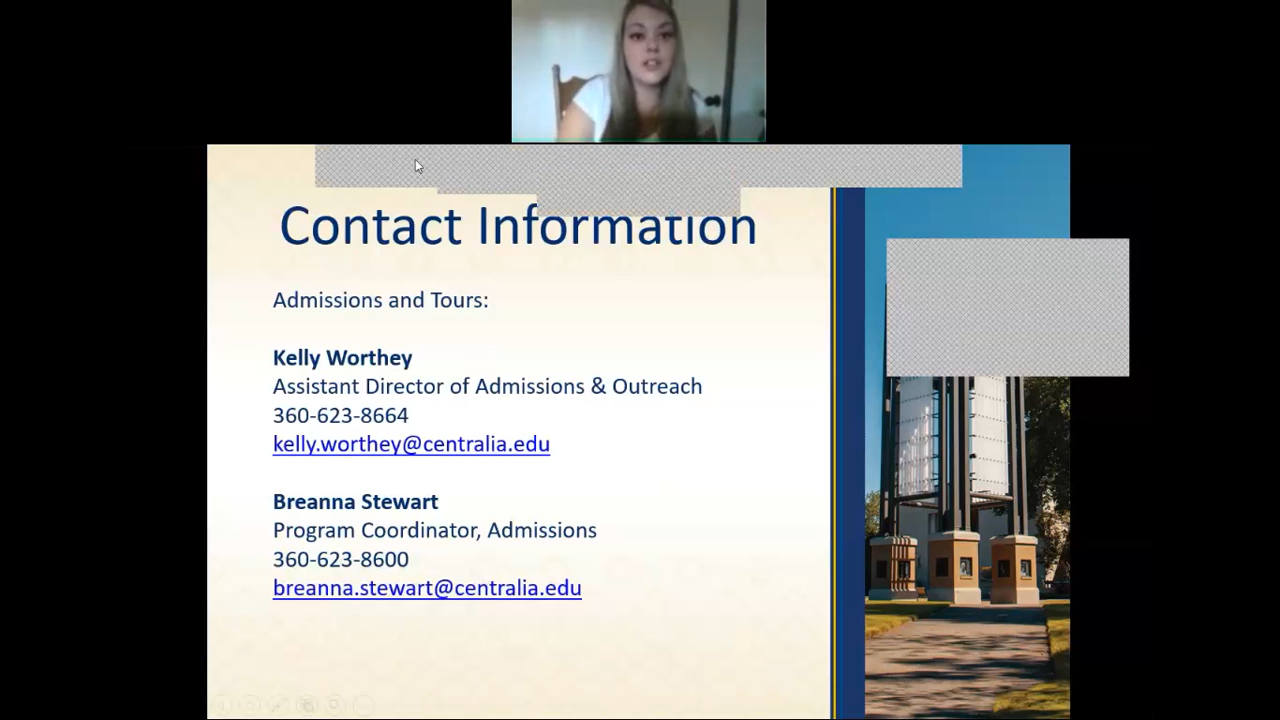 Contact Information
Admissions and Tours:
Kelly Worthey
Assistant Director of Admissions & Outreach
360-623-8664
kelly.worthey@centralia.edu
Breanna Stewart
Program Coordinator, Admissions
360-623-8600
breanna.stewart@centralia.edu